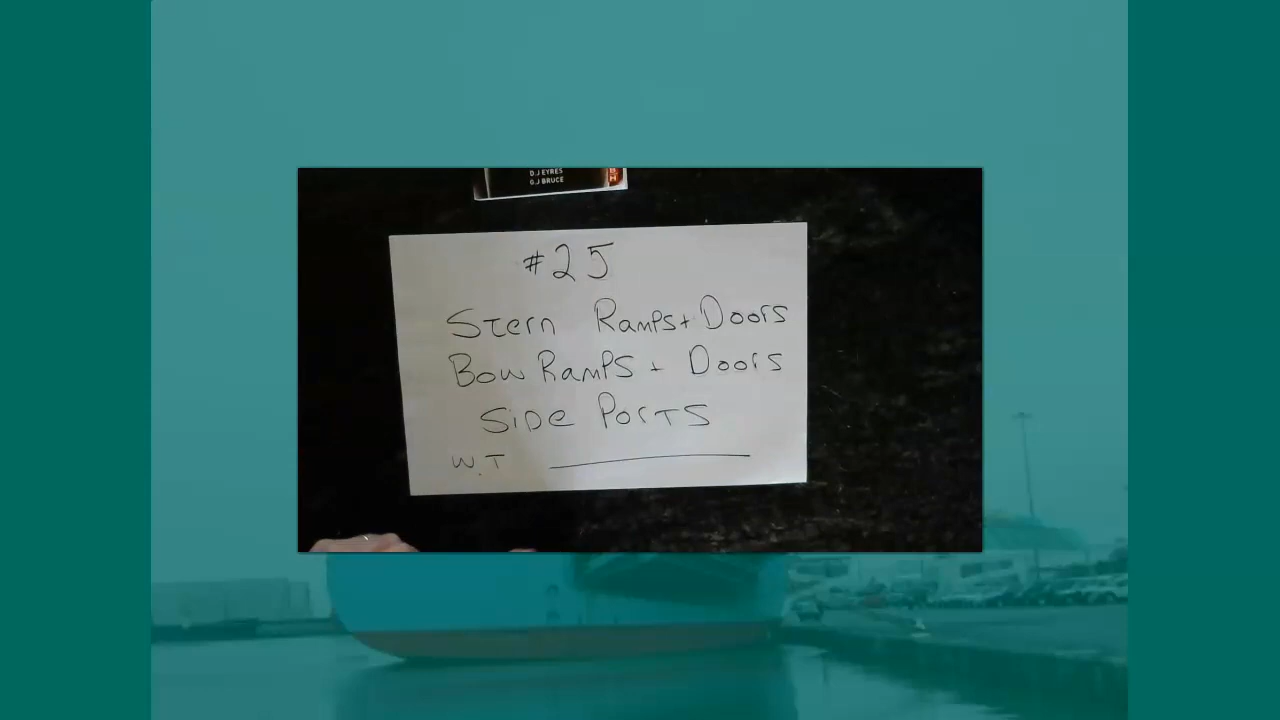 D.J EYRES
G.J BRUCE
#25
Stern Ramps + Doors
Bow Ramps + Doors
Side Ports
W.T